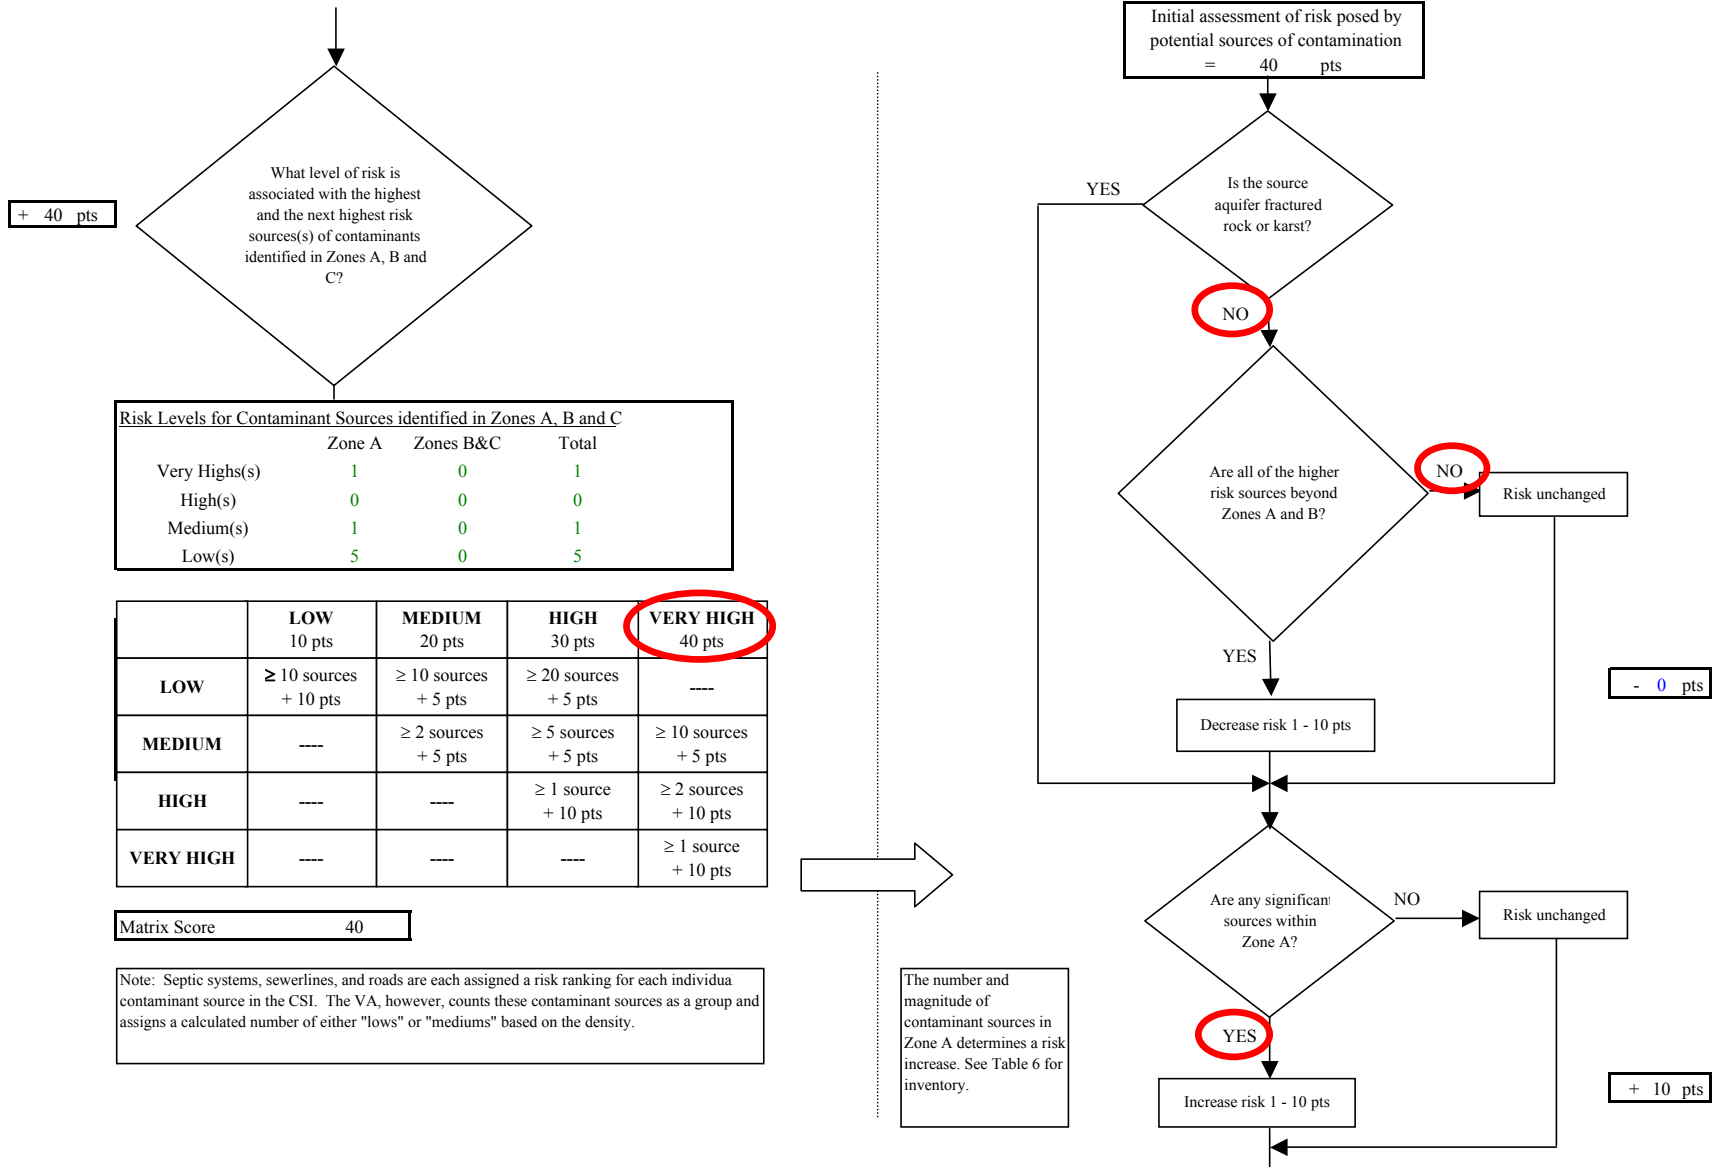 What level of risk is
associated with the highest
and the next highest risk
sources(s) of contaminants
identified in Zones A, B and
C?
+ 40 pts
Risk Levels for Contaminant Sources identified in Zones A, B and C
Zone A Zones B&C Total
Very Highs(s) 1 0 1
High(s) 0 0 0
Medium(s) 1 0 1
Low(s) 5 0 5
LOW MEDIUM HIGH VERY HIGH
10 pts 20 pts 30 pts 40 pts
LOW ≥ 10 sources ≥ 10 sources ≥ 20 sources ----
+ 10 pts + 5 pts + 5 pts
MEDIUM ---- ≥ 2 sources ≥ 5 sources ≥ 10 sources
+ 5 pts + 5 pts + 5 pts
HIGH ---- ---- ≥ 1 source ≥ 2 sources
+ 10 pts + 10 pts
VERY HIGH ---- ---- ---- ≥ 1 source
+ 10 pts
Matrix Score 40
Note: Septic systems, sewerlines, and roads are each assigned a risk ranking for each individua
contaminant source in the CSI. The VA, however, counts these contaminant sources as a group and
assigns a calculated number of either "lows" or "mediums" based on the density.
Initial assessment of risk posed by
potential sources of contamination
= 40 pts
Is the source
aquifer fractured
rock or karst?
YES
NO
Are all of the higher
risk sources beyond
Zones A and B?
NO
Risk unchanged
YES
- 0 pts
Decrease risk 1 - 10 pts
Are any significant
sources within
Zone A?
NO
Risk unchanged
The number and
magnitude of
contaminant sources in
Zone A determines a risk
increase. See Table 6 for
inventory.
YES
Increase risk 1 - 10 pts
+ 10 pts